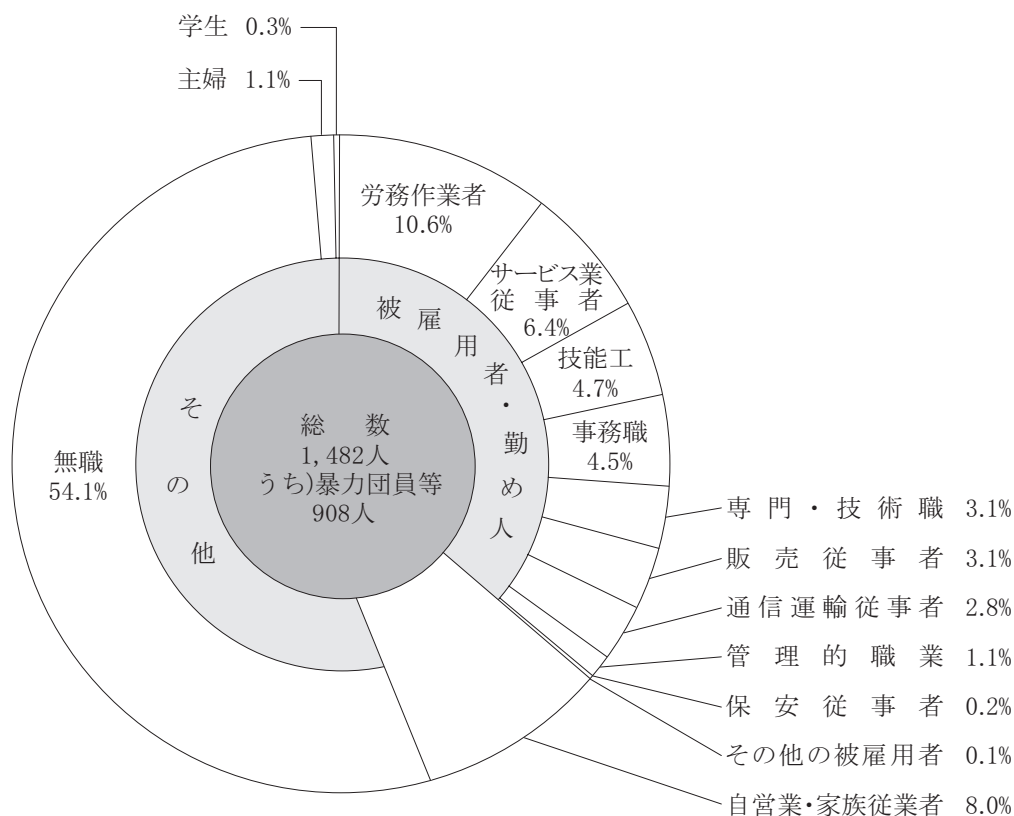 学生 0.3%
主婦 1.1%
労務作業者
10.6%
サービス業
従事者
6.4%
技能工
4.7%
事務職
4.5%
専門・技術職 3.1%
販売従事者 3.1%
通信運輸従事者 2.8%
管理的職業 1.1%
保安従事者 0.2%
その他の被雇用者 0.1%
自営業・家族従業者 8.0%
無職
54.1%
被雇用者・勤め人
その他
総数
1,482人
うち)暴力団員等
908人